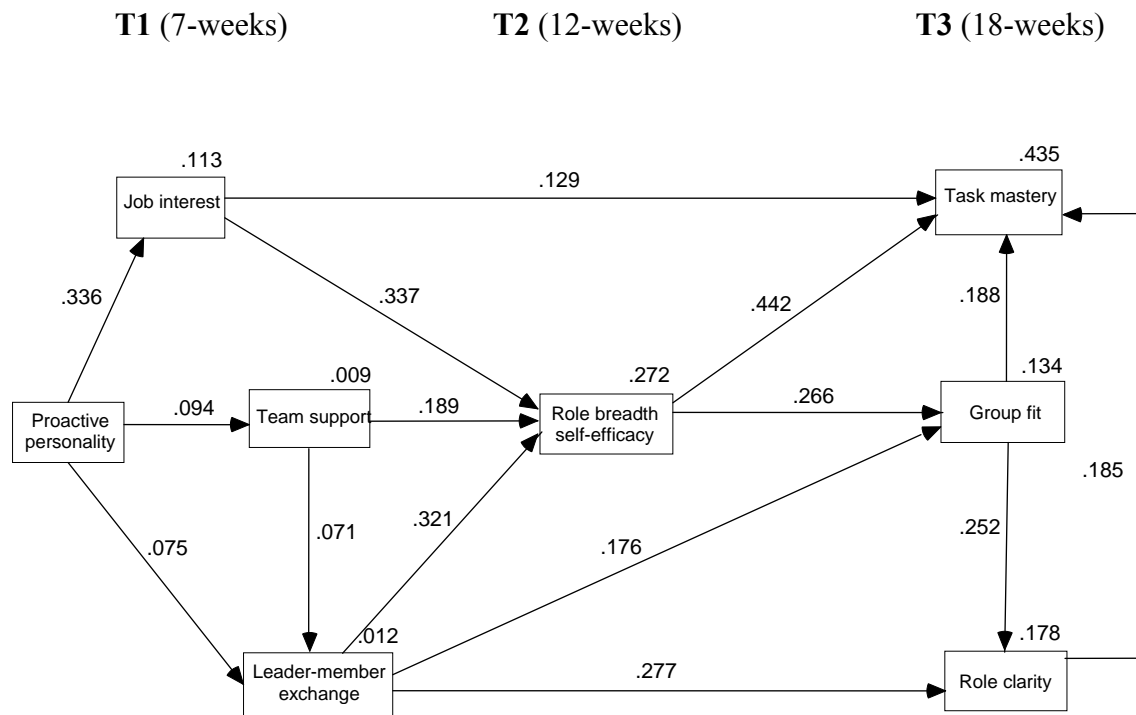 T1 (7-weeks) T2 (12-weeks) T3 (18-weeks)
.113 .435
Job interest .129 Task mastery
.336 .337 .442 .188
.009 .272 .134
Proactive
personality
.094
Team support
.189
Role breadth
self-efficacy
.266
Group fit
.185
.075 .071 .321 .176 .252
.012 .178
Leader-member
exchange
.277
Role clarity